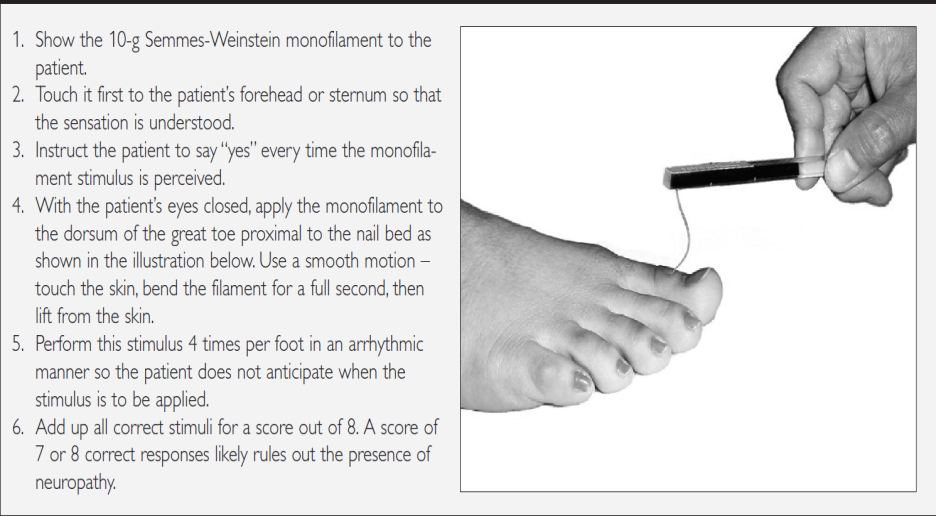 1. Show the 10-g Semmes-Weinstein monofilament to the
patient.
2. Touch it first to the patient's forehead or sternum so that
the sensation is understood.
3. Instruct the patient to say “yes” every time the monofila-
ment stimulus is perceived.
4. With the patient's eyes closed, apply the monofilament to
the dorsum of the great toe proximal to the nail bed as
shown in the illustration below. Use a smooth motion –
touch the skin, bend the filament for a full second, then
lift from the skin.
5. Perform this stimulus 4 times per foot in an arrhythmic
manner so the patient does not anticipate when the
stimulus is to be applied.
6. Add up all correct stimuli for a score out of 8. A score of
7 or 8 correct responses likely rules out the presence of
neuropathy.